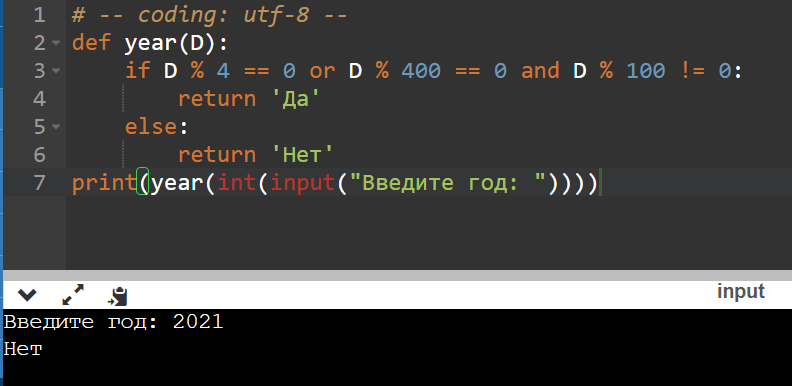 1 # -- coding: utf-8 --
2 def year(D):
3     if D % 4 == 0 or D % 400 == 0 and D % 100 != 0:
4         return 'Да'
5     else:
6         return 'Нет'
7 print(year(int(input("Введите год: "))))
input
Введите год: 2021
Нет